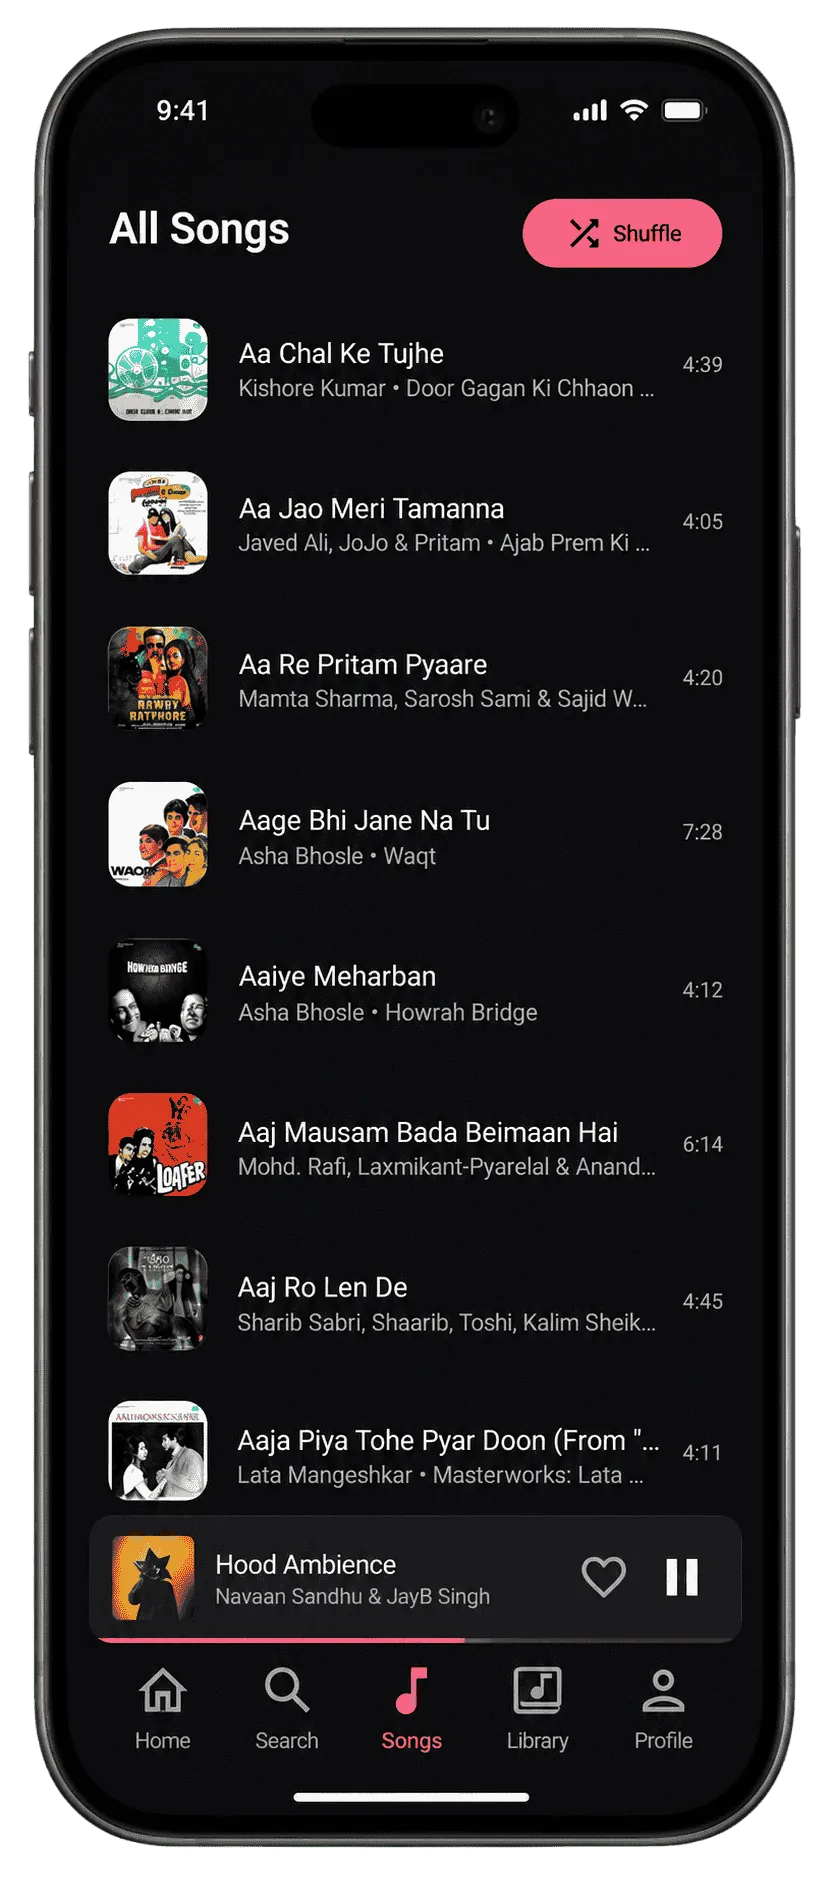 9:41
All Songs
Shuffle
Aa Chal Ke Tujhe
Kishore Kumar • Door Gagan Ki Chhaon ...
4:39
Aa Jao Meri Tamanna
Javed Ali, JoJo & Pritam • Ajab Prem Ki ...
4:05
RATPHORE
Aa Re Pritam Pyaare
Mamta Sharma, Sarosh Sami & Sajid W...
4:20
Aage Bhi Jane Na Tu
Asha Bhosle • Waqt
7:28
Aaiye Meharban
Asha Bhosle • Howrah Bridge
4:12
LOAFER
Aaj Mausam Bada Beimaan Hai
Mohd. Rafi, Laxmikant-Pyarelal & Anand...
6:14
Aaj Ro Len De
Sharib Sabri, Shaarib, Toshi, Kalim Sheik...
4:45
Aaja Piya Tohe Pyar Doon (From "...
Lata Mangeshkar • Masterworks: Lata ...
4:11
Hood Ambience
Navaan Sandhu & JayB Singh
Home
Search
Songs
Library
Profile